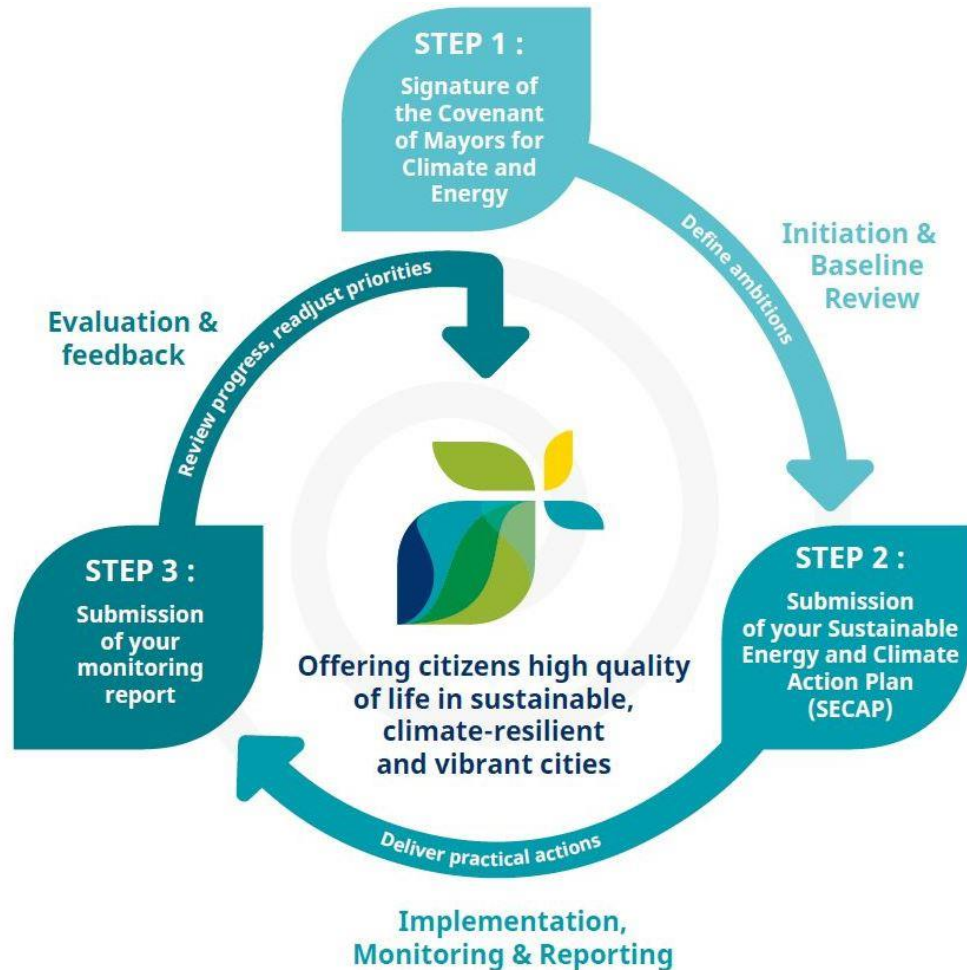 STEP 1 :
Signature of
the Covenant
of Mayors for
Climate and
Energy
Define ambitions
Initiation &
Baseline
Review
STEP 2 :
Submission
of your Sustainable
Energy and Climate
Action Plan
(SECAP)
Deliver practical actions
Implementation,
Monitoring & Reporting
STEP 3 :
Submission
of your
monitoring
report
Review progress, readjust priorities
Evaluation &
feedback
Offering citizens high quality
of life in sustainable,
climate-resilient
and vibrant cities